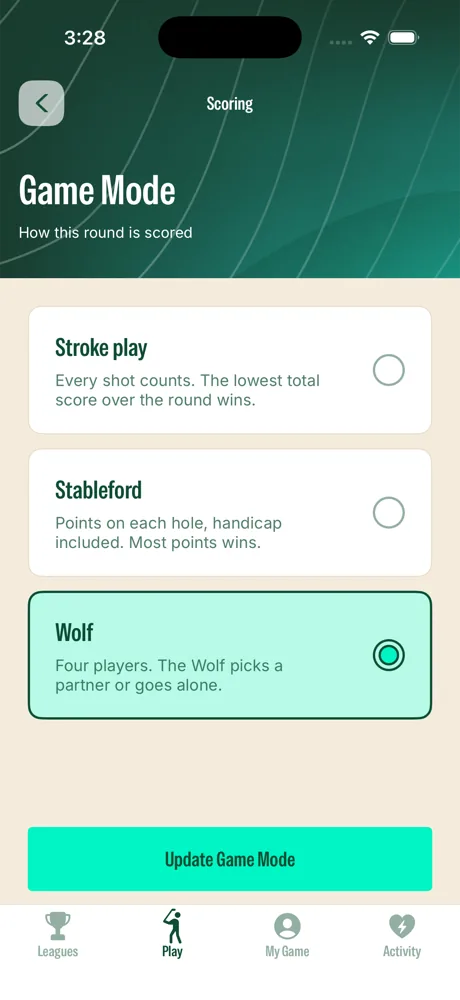 3:28
Scoring
Game Mode
How this round is scored
Stroke play
Every shot counts. The lowest total
score over the round wins.
Stableford
Points on each hole, handicap
included. Most points wins.
Wolf
Four players. The Wolf picks a
partner or goes alone.
Update Game Mode
Leagues
Play
My Game
Activity